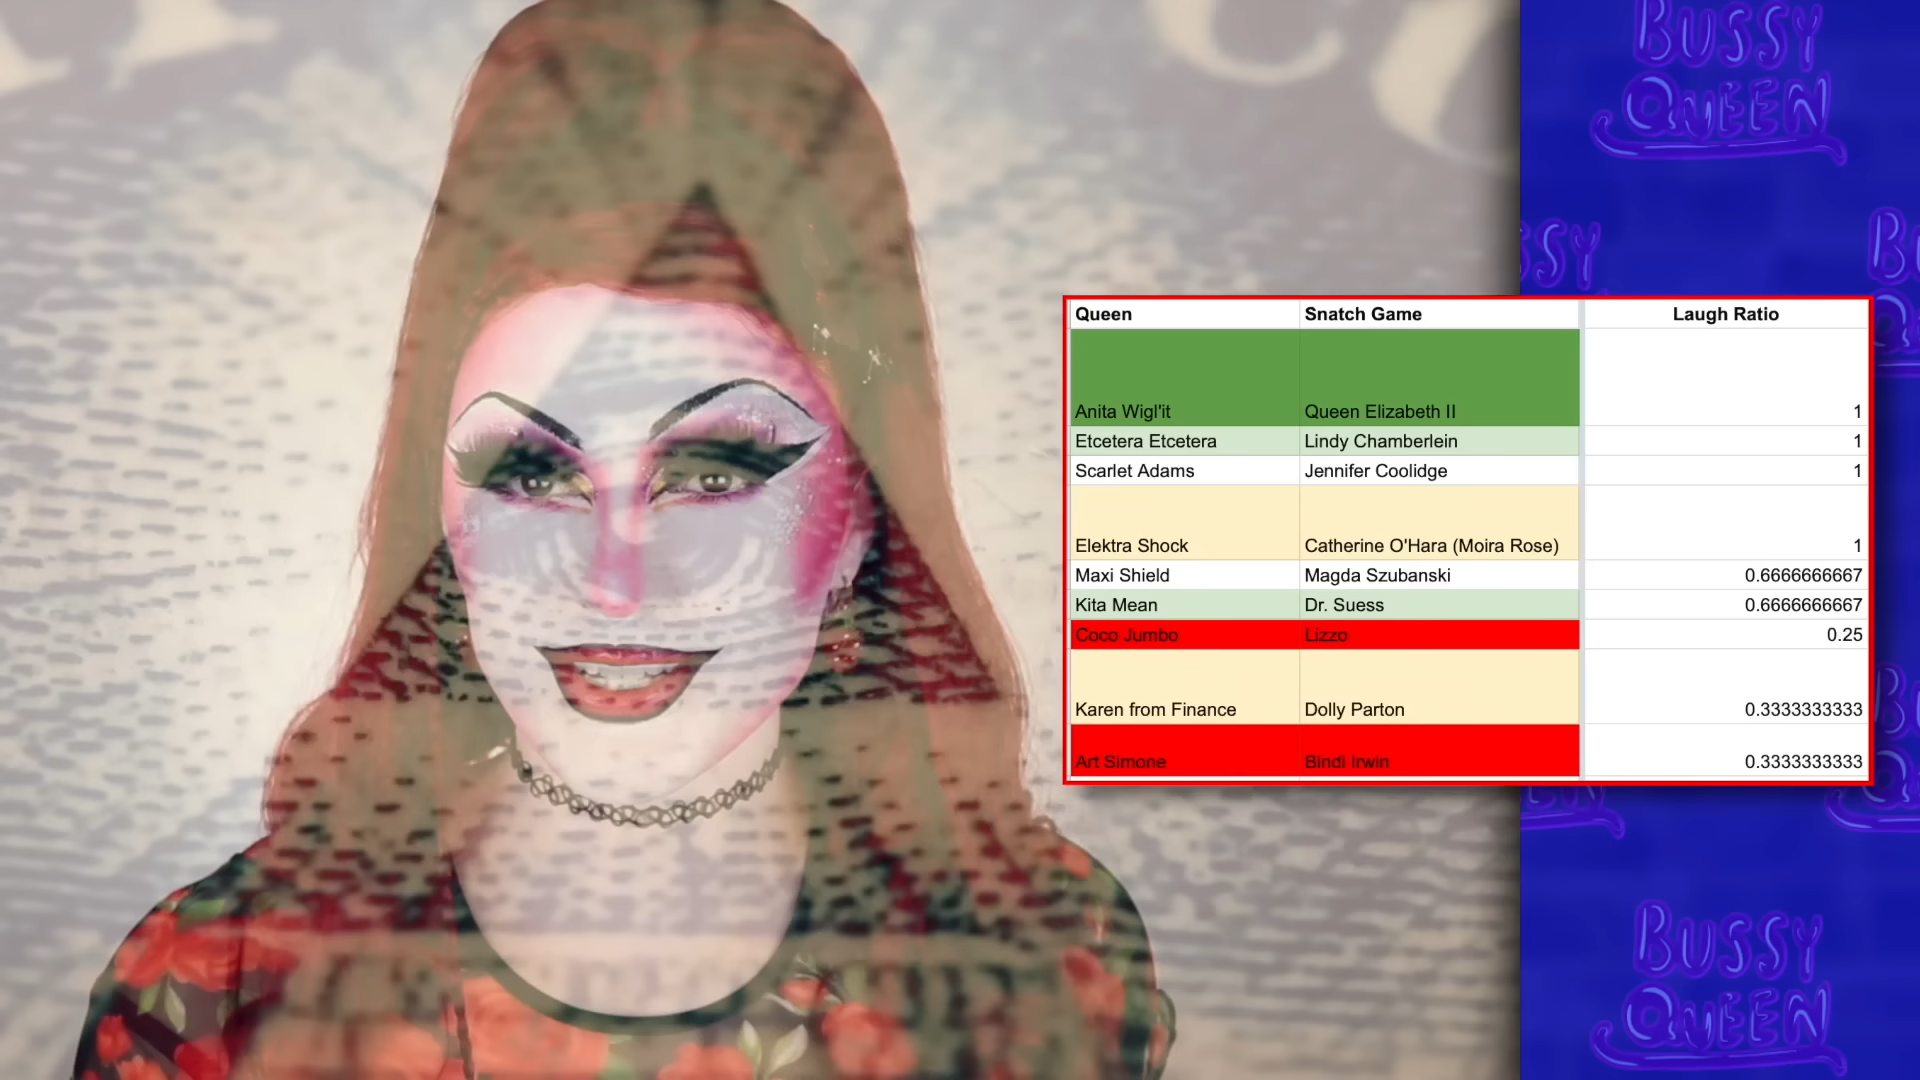 BUSSY
QUEEN
SSY
Queen Snatch Game Laugh Ratio
Anita Wigl'it Queen Elizabeth II 1
Etcetera Etcetera Lindy Chamberlein 1
Scarlet Adams Jennifer Coolidge 1
Elektra Shock Catherine O'Hara (Moira Rose) 1
Maxi Shield Magda Szubanski 0.6666666667
Kita Mean Dr. Suess 0.6666666667
Coco Jumbo Lizzo 0.25
Karen from Finance Dolly Parton 0.3333333333
Art Simone Bindi Irwin 0.3333333333
BUSSY
QUEEN